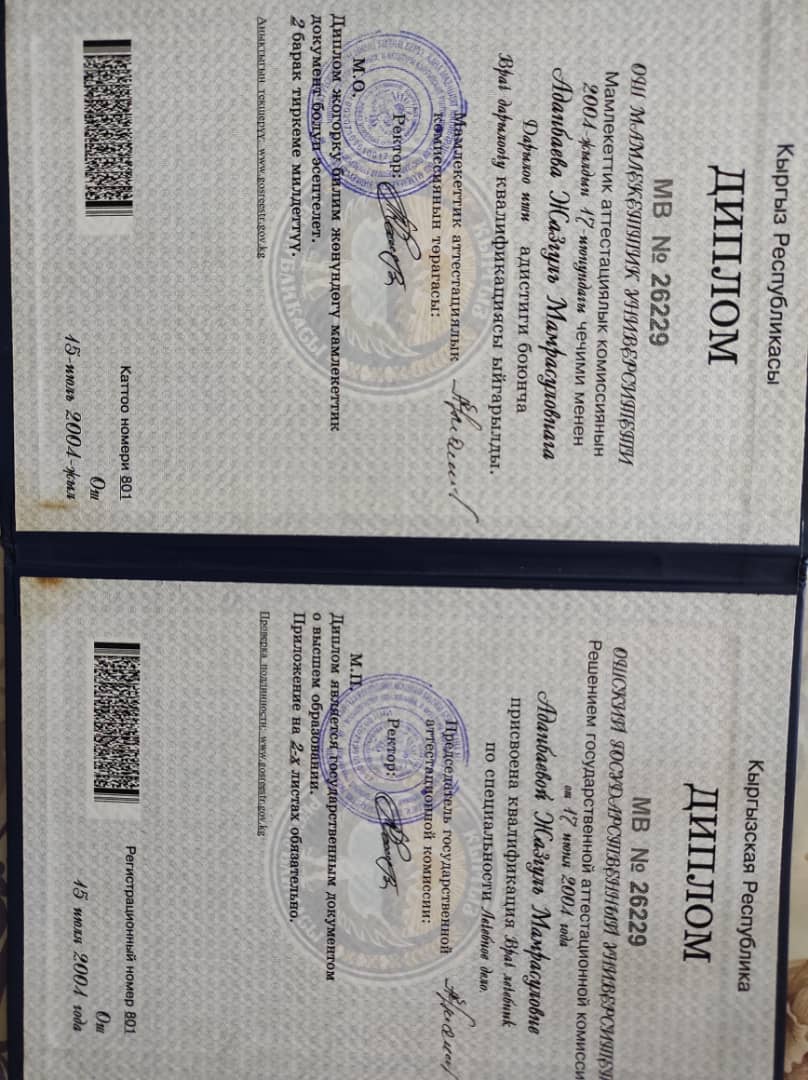 Кыргыз Республикасы
ДИПЛОМ
МВ № 26229
ОШ МАМЛЕКЕТТИК УНИВЕРСИТЕТИ
Мамлекеттик аттестациялык комиссиянын
2004-жылдын 17-июнундагы чечими менен
Адапбаева Жазгуль Мамрасуловнага
Дарылоо иши адистиги боюнча
Врач дарылоочу квалификациясы ыйгарылды.
Мамлекеттик аттестациялык
комиссиянын төрагасы:
Ректор:
М.О.
Диплом жогорку билим жөнүндөгү мамлекеттик
документ болуп эсептелет.
2 барак тиркеме милдеттүү.
Аныктыгын текшерүү: www.gosreestr.gov.kg
Каттоо номери 801
Ош
15-июль 2004-жыл
Кыргызская Республика
ДИПЛОМ
МВ № 26229
ОШСКИЙ ГОСУДАРСТВЕННЫЙ УНИВЕРСИТЕТ
Решением государственной аттестационной комисси
от 17 июня 2004 года
Адапбаевой Жазгуль Мамрасуловне
присвоена квалификация Врач лечебник
по специальности Лечебное дело.
Председатель государственной
аттестационной комиссии:
Ректор:
М.П.
Диплом является государственным документом
о высшем образовании.
Приложение на 2-х листах обязательно.
Проверка подлинности: www.gosreestr.gov.kg
Регистрационный номер 801
Ош
15 июля 2004 года